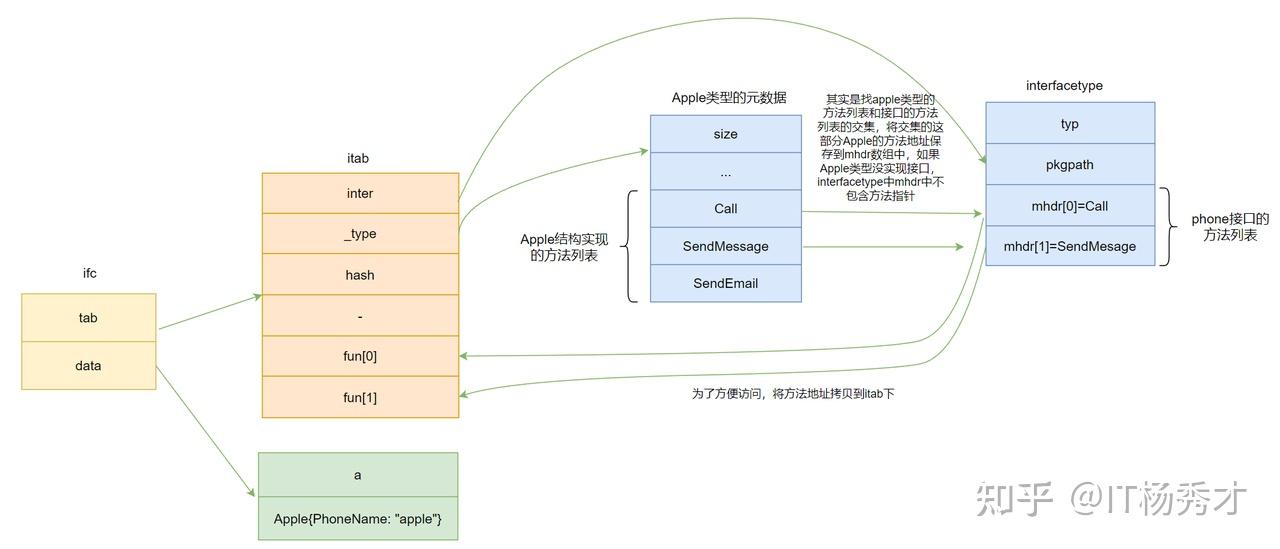 ifc
tab
data
itab
inter
_type
hash
-
fun[0]
fun[1]
a
Apple{PhoneName: "apple"}
Apple类型的元数据
size
...
Call
SendMessage
SendEmail
Apple结构实现
的方法列表
其实是找apple类型的
方法列表和接口的方法
列表的交集，将交集的这
部分Apple的方法地址保
存到mhdr数组中，如果
Apple类型没实现接口，
interfacetype中mhdr中不
包含方法指针
interfacetype
typ
pkgpath
mhdr[0]=Call
mhdr[1]=SendMesage
phone接口的
方法列表
为了方便访问，将方法地址拷贝到itab下
知乎 @IT杨秀才